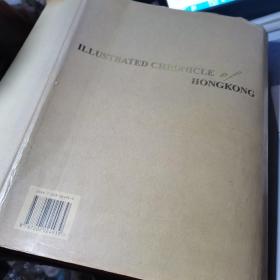 ILLUSTRATED CHRONICLE of
HONGKONG